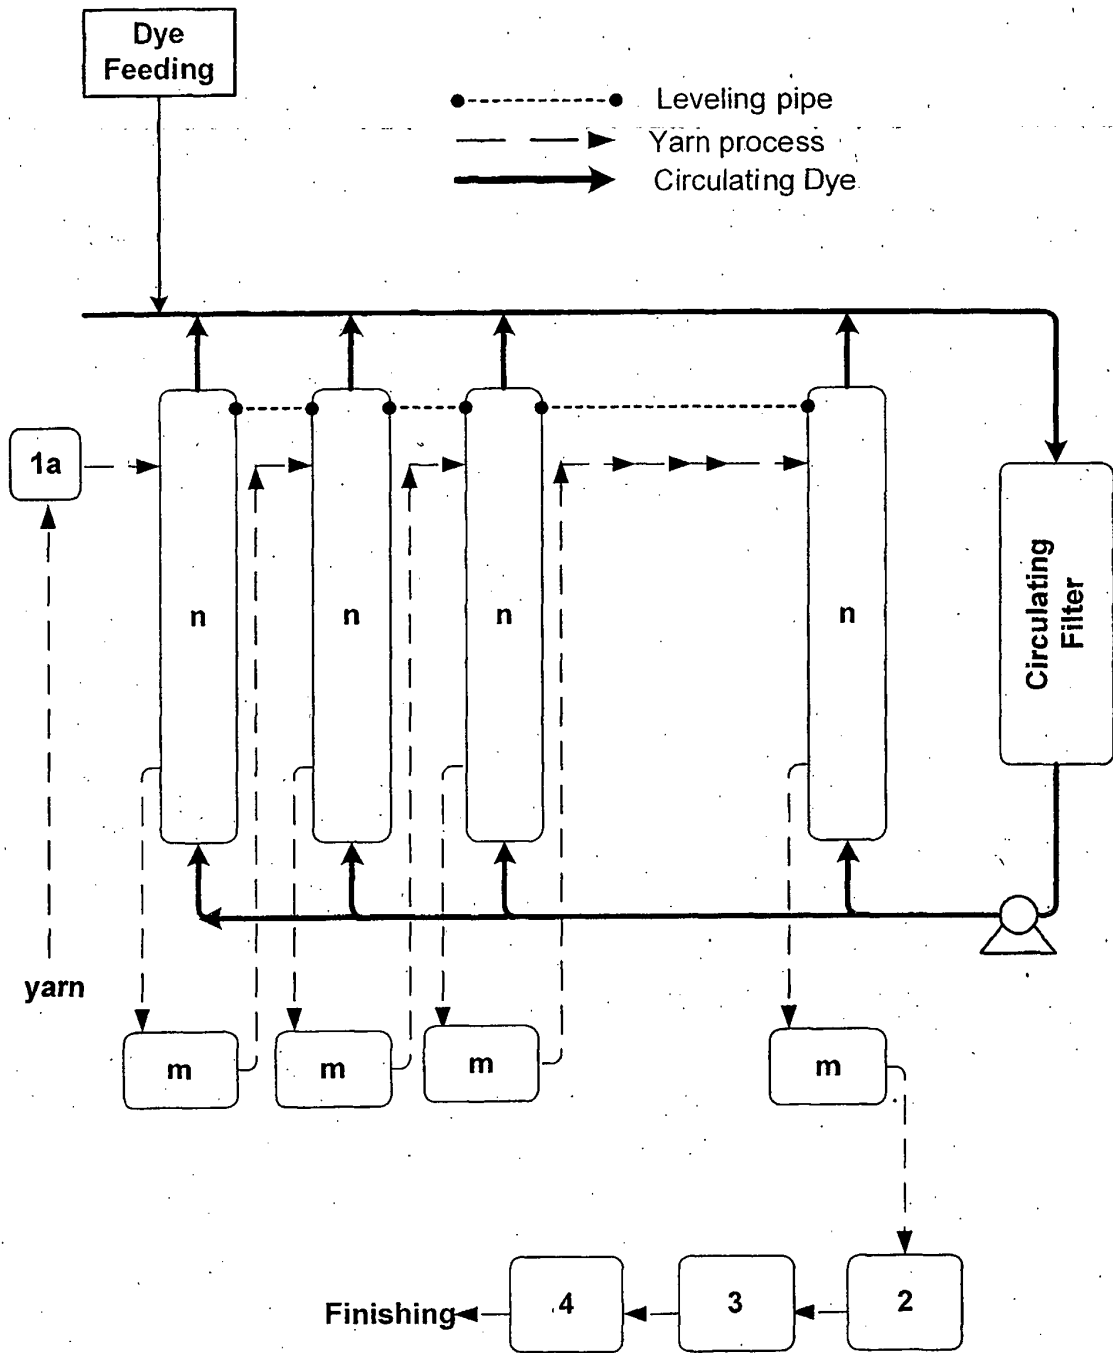 Dye
Feeding
Leveling pipe
Yarn process
Circulating Dye
1a
n
n
n
n
Circulating
Filter
yarn
m
m
m
m
Finishing
4
3
2